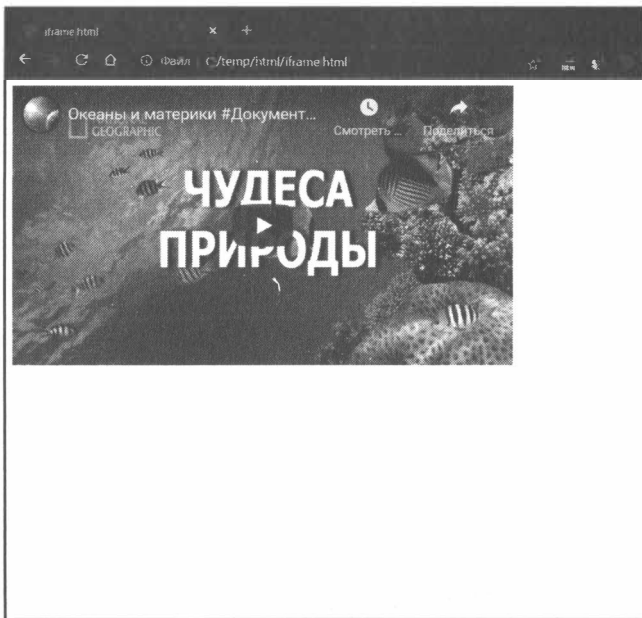 iframe.html
Файл C:/temp/html/iframe.html
Океаны и материки #Документ...
GEOGRAPHIC
Смотреть ...
Поделиться
ЧУДЕСА
ПРИРОДЫ